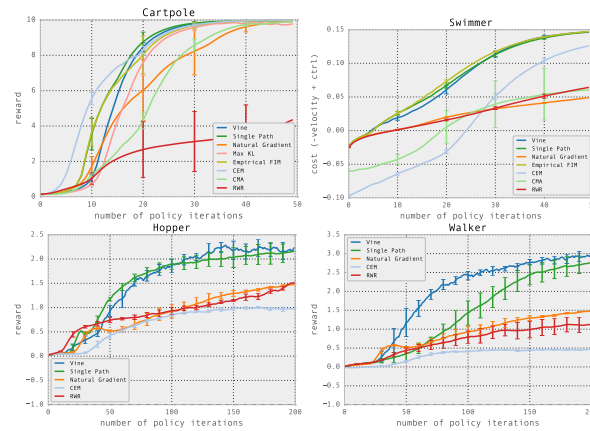 Cartpole
10
8
6
4
2
0
reward
0 10 20 30 40 50
number of policy iterations
Vine
Single Path
Natural Gradient
Max KL
Empirical FIM
CEM
CMA
RWR
Swimmer
0.15
0.10
0.05
0.00
−0.05
−0.10
cost (-velocity + ctrl)
0 10 20 30 40
number of policy iterations
Vine
Single Path
Natural Gradient
Empirical FIM
CEM
CMA
RWR
Hopper
2.5
2.0
1.5
1.0
0.5
0.0
−0.5
−1.0
reward
0 50 100 150 200
number of policy iterations
Vine
Single Path
Natural Gradient
CEM
RWR
Walker
3.5
3.0
2.5
2.0
1.5
1.0
0.5
0.0
−0.5
−1.0
reward
0 50 100 150 200
number of policy iterations
Vine
Single Path
Natural Gradient
CEM
RWR